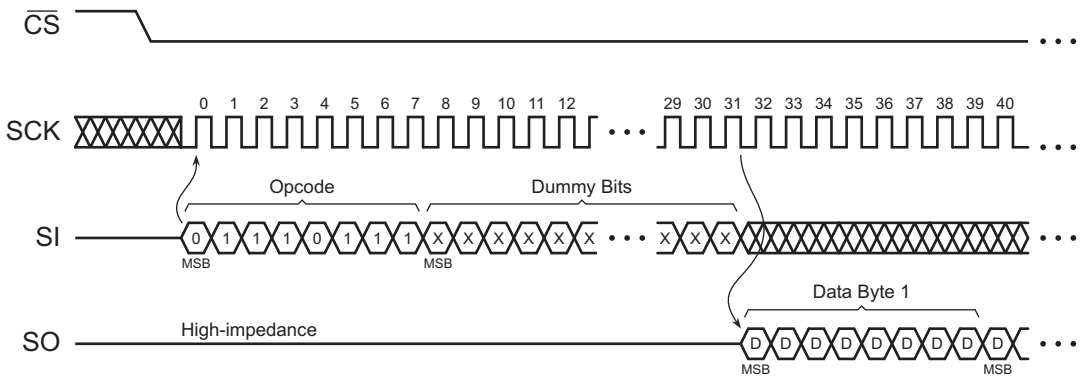 CS
0 1 2 3 4 5 6 7 8 9 10 11 12 29 30 31 32 33 34 35 36 37 38 39 40
SCK
Opcode Dummy Bits
SI 0 1 1 1 0 1 1 1 X X X X X X X X X
MSB MSB
Data Byte 1
High-impedance
SO D D D D D D D D D
MSB MSB